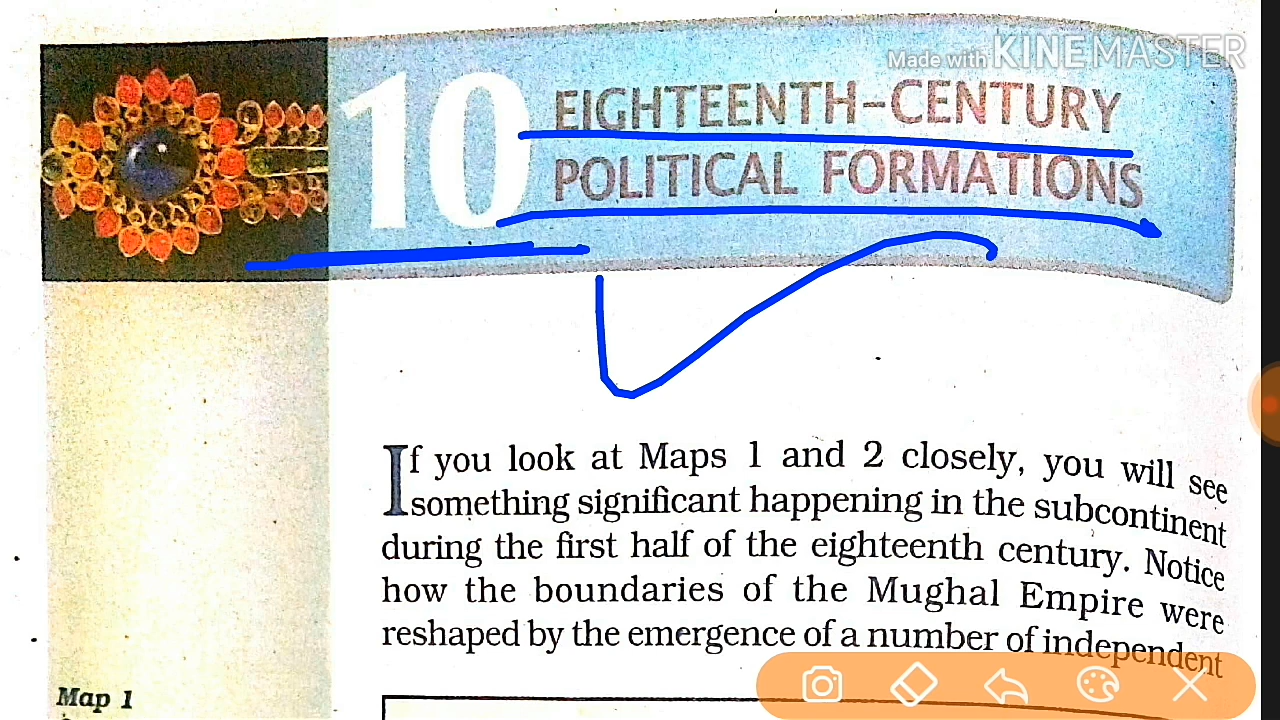 Made with KINEMASTER
10 EIGHTEENTH-CENTURY
POLITICAL FORMATIONS
If you look at Maps 1 and 2 closely, you will see
something significant happening in the subcontinent
during the first half of the eighteenth century. Notice
how the boundaries of the Mughal Empire were
reshaped by the emergence of a number of independent
Map 1